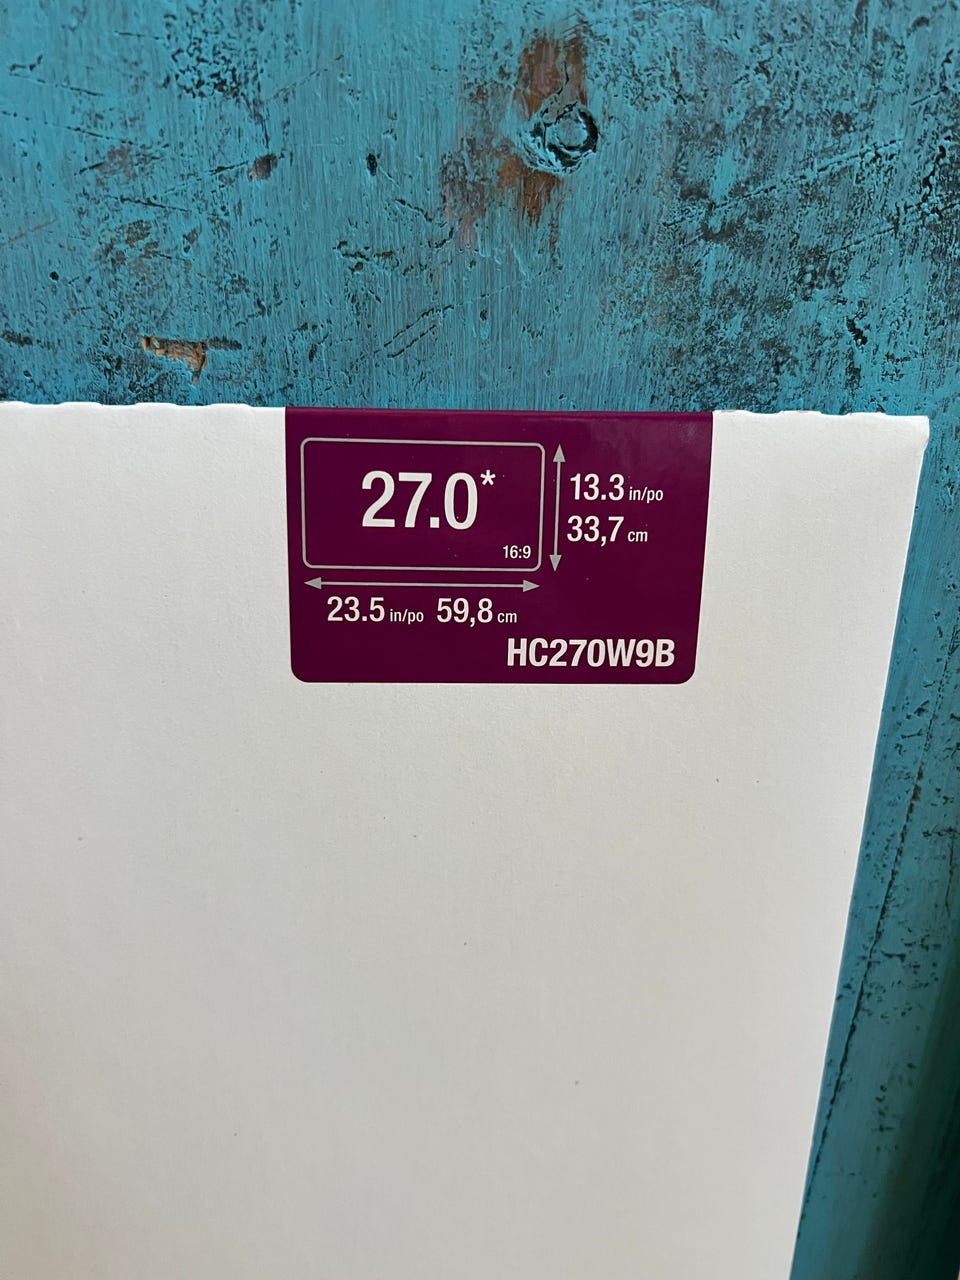 27.0*
16:9
13.3 in/po
33,7 cm
23.5 in/po 59,8 cm
HC270W9B